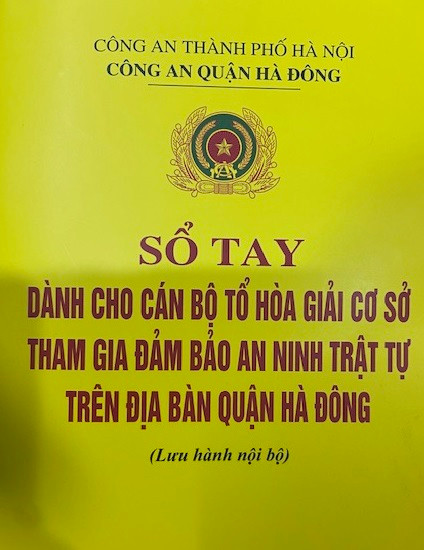 CÔNG AN THÀNH PHỐ HÀ NỘI
CÔNG AN QUẬN HÀ ĐÔNG
CA
SỔ TAY
DÀNH CHO CÁN BỘ TỔ HÒA GIẢI CƠ SỞ
THAM GIA ĐẢM BẢO AN NINH TRẬT TỰ
TRÊN ĐỊA BÀN QUẬN HÀ ĐÔNG
(Lưu hành nội bộ)